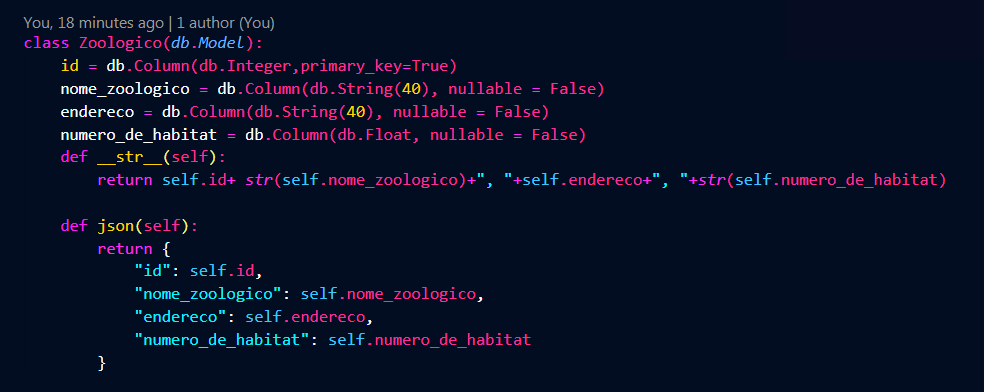 You, 18 minutes ago | 1 author (You)
class Zoologico(db.Model):
    id = db.Column(db.Integer,primary_key=True)
    nome_zoologico = db.Column(db.String(40), nullable = False)
    endereco = db.Column(db.String(40), nullable = False)
    numero_de_habitat = db.Column(db.Float, nullable = False)
    def __str__(self):
        return self.id+ str(self.nome_zoologico)+", "+self.endereco+", "+str(self.numero_de_habitat)

    def json(self):
        return {
            "id": self.id,
            "nome_zoologico": self.nome_zoologico,
            "endereco": self.endereco,
            "numero_de_habitat": self.numero_de_habitat
        }